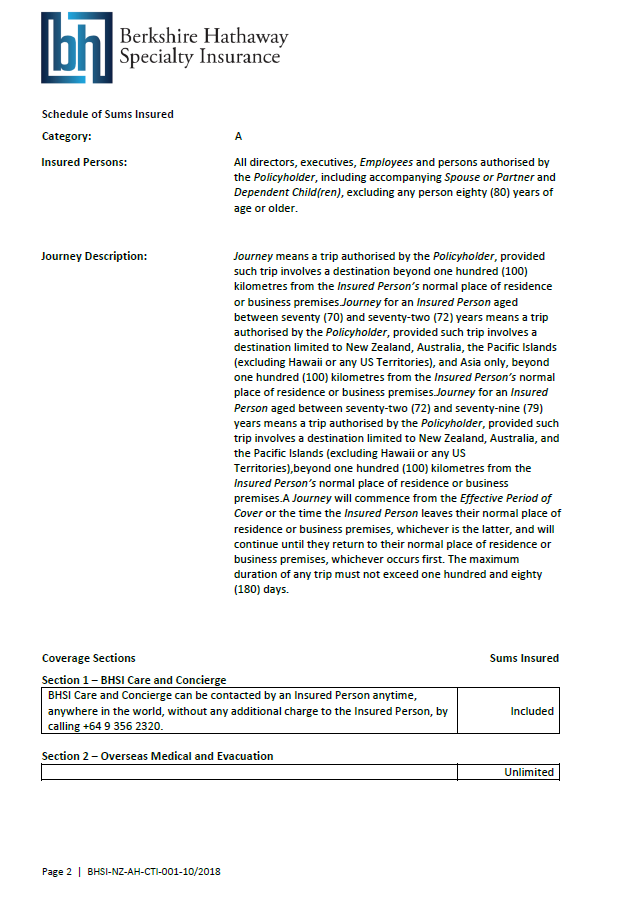 bh Berkshire Hathaway
Specialty Insurance
Schedule of Sums Insured
Category: A
Insured Persons: All directors, executives, Employees and persons authorised by
the Policyholder, including accompanying Spouse or Partner and
Dependent Child(ren), excluding any person eighty (80) years of
age or older.
Journey Description: Journey means a trip authorised by the Policyholder, provided
such trip involves a destination beyond one hundred (100)
kilometres from the Insured Person's normal place of residence
or business premises.Journey for an Insured Person aged
between seventy (70) and seventy-two (72) years means a trip
authorised by the Policyholder, provided such trip involves a
destination limited to New Zealand, Australia, the Pacific Islands
(excluding Hawaii or any US Territories), and Asia only, beyond
one hundred (100) kilometres from the Insured Person's normal
place of residence or business premises.Journey for an Insured
Person aged between seventy-two (72) and seventy-nine (79)
years means a trip authorised by the Policyholder, provided such
trip involves a destination limited to New Zealand, Australia, and
the Pacific Islands (excluding Hawaii or any US
Territories),beyond one hundred (100) kilometres from the
Insured Person's normal place of residence or business
premises.A Journey will commence from the Effective Period of
Cover or the time the Insured Person leaves their normal place of
residence or business premises, whichever is the latter, and will
continue until they return to their normal place of residence or
business premises, whichever occurs first. The maximum
duration of any trip must not exceed one hundred and eighty
(180) days.
Coverage Sections Sums Insured
Section 1 – BHSI Care and Concierge
BHSI Care and Concierge can be contacted by an Insured Person anytime,
anywhere in the world, without any additional charge to the Insured Person, by Included
calling +64 9 356 2320.
Section 2 – Overseas Medical and Evacuation
Unlimited
Page 2 | BHSI-NZ-AH-CTI-001-10/2018